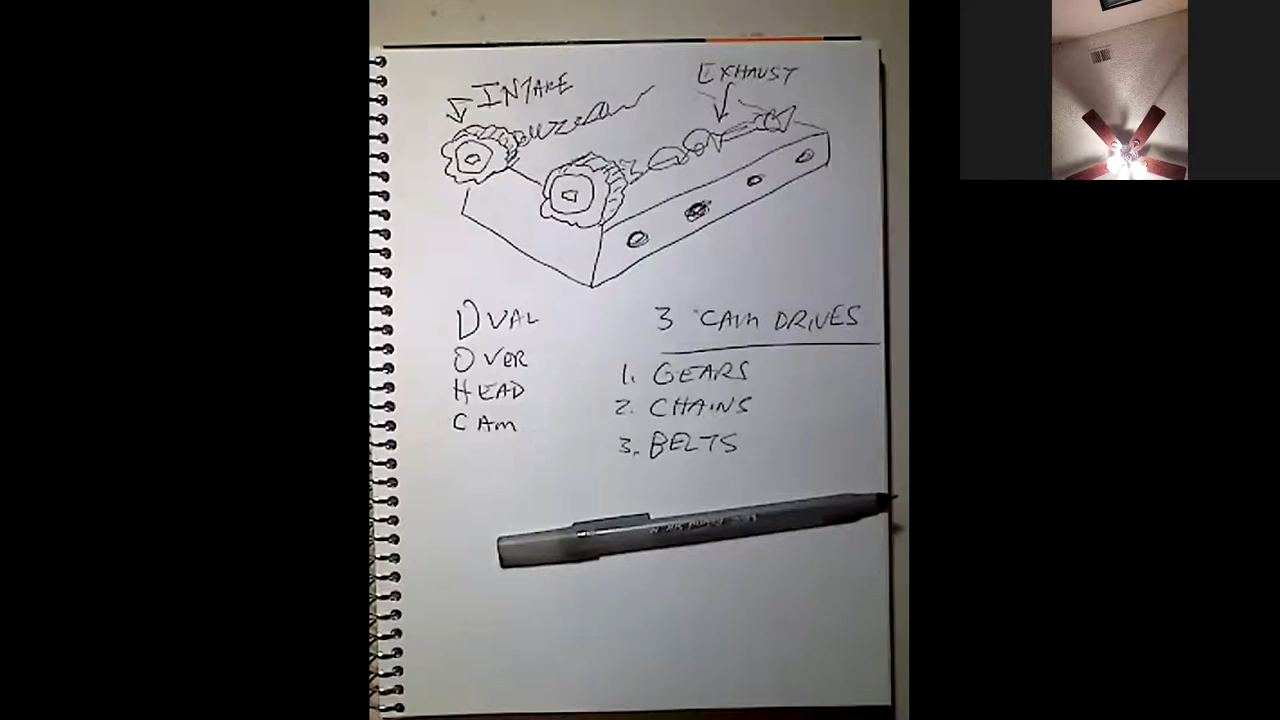 INTAKE
EXHAUST
DUAL
OVER
HEAD
CAM
3 CAM DRIVES
1. GEARS
2. CHAINS
3. BELTS